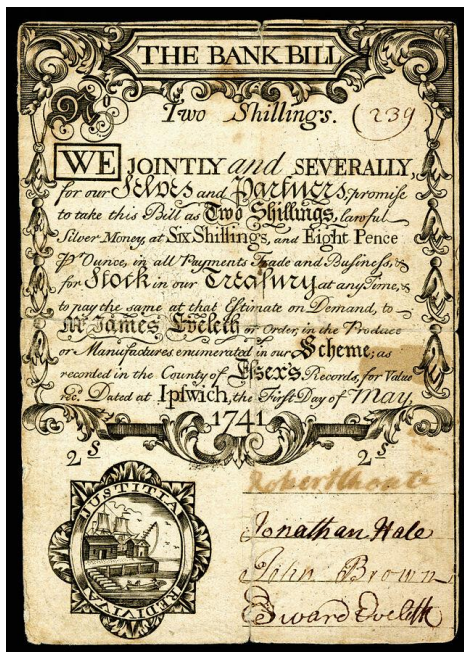 THE BANK BILL
No
Two Shillings. (239
WE JOINTLY and SEVERALLY,
for our Selves and Partners, promise
to take this Bill as Two Shillings, lawful
Silver Money, at Six Shillings, and Eight Pence
Pr Ounce, in all Payments Trade and Business, &
for Stock in our Treasury at any Time, &
to pay the same at that Estimate on Demand, to
Mr James Eveleth or Order, in the Produce
or Manufactures enumerated in our Scheme; as
recorded in the County of Essex's Records, for Value
rec. Dated at Ipswich, the First Day of May,
1741
2S 2S
Robert Choate
Jonathan Hale
John Brown
Edward Eveleth
JUSTITIA
REDIVIVA